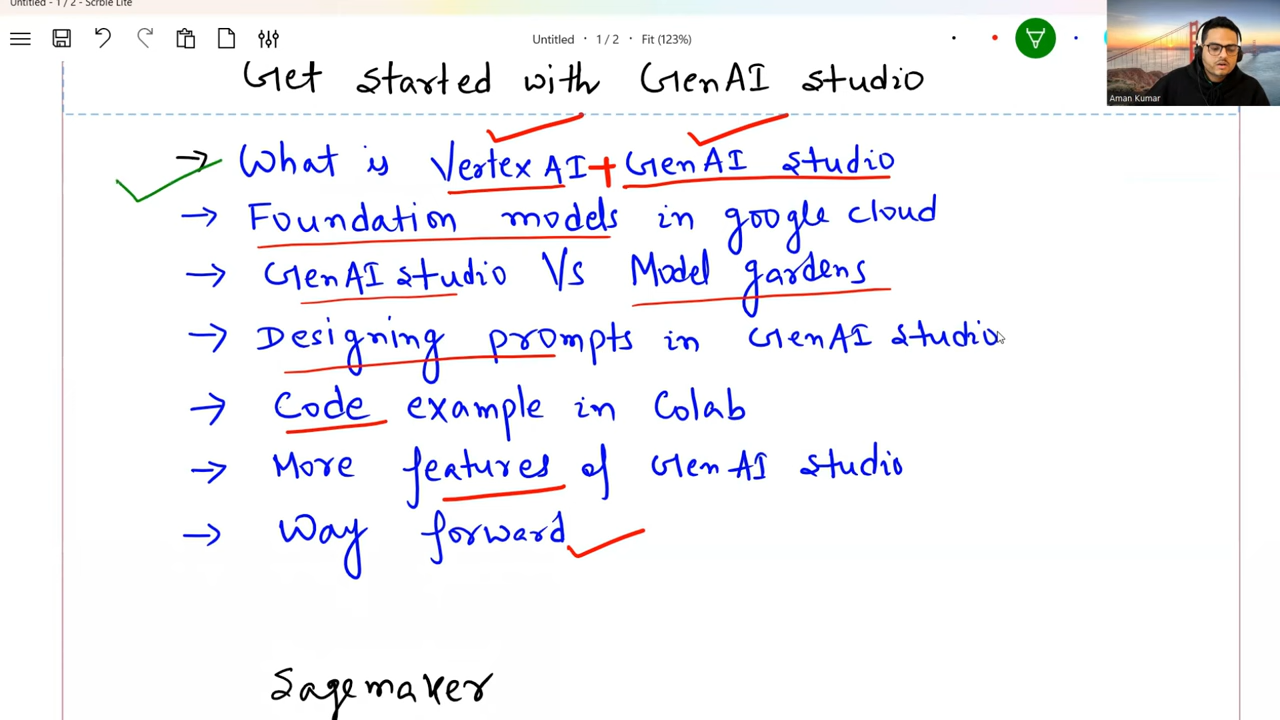 Untitled - 1 / 2 - Scrble Lite
Untitled · 1 / 2 · Fit (123%)
Aman Kumar
Get started with GenAI studio
→ What is Vertex AI + GenAI studio
→ Foundation models in google cloud
→ GenAI studio Vs Model gardens
→ Designing prompts in GenAI studio
→ Code example in Colab
→ More features of GenAI studio
→ Way forward
Sagemaker